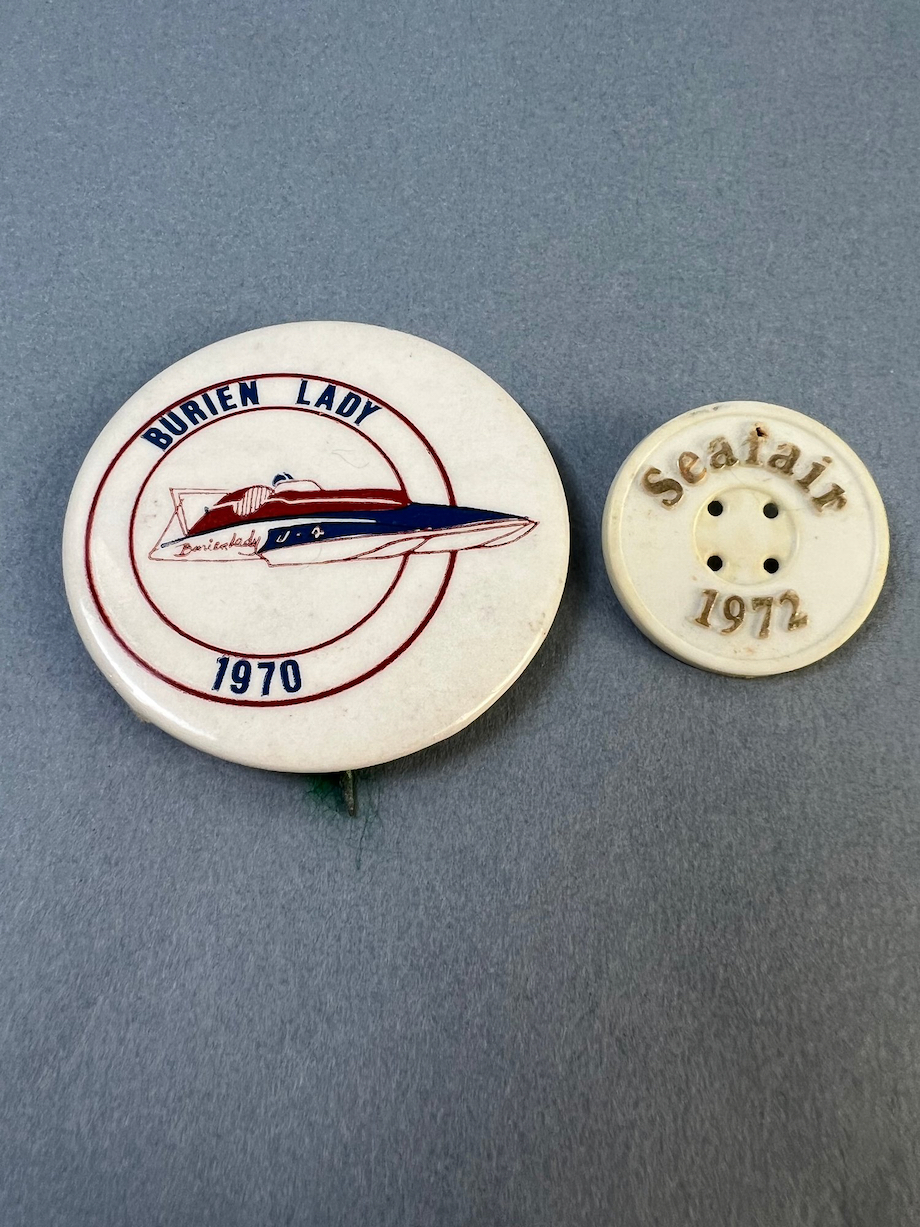 BURIEN LADY
Burien Lady
U-2
1970
Seafair
1972